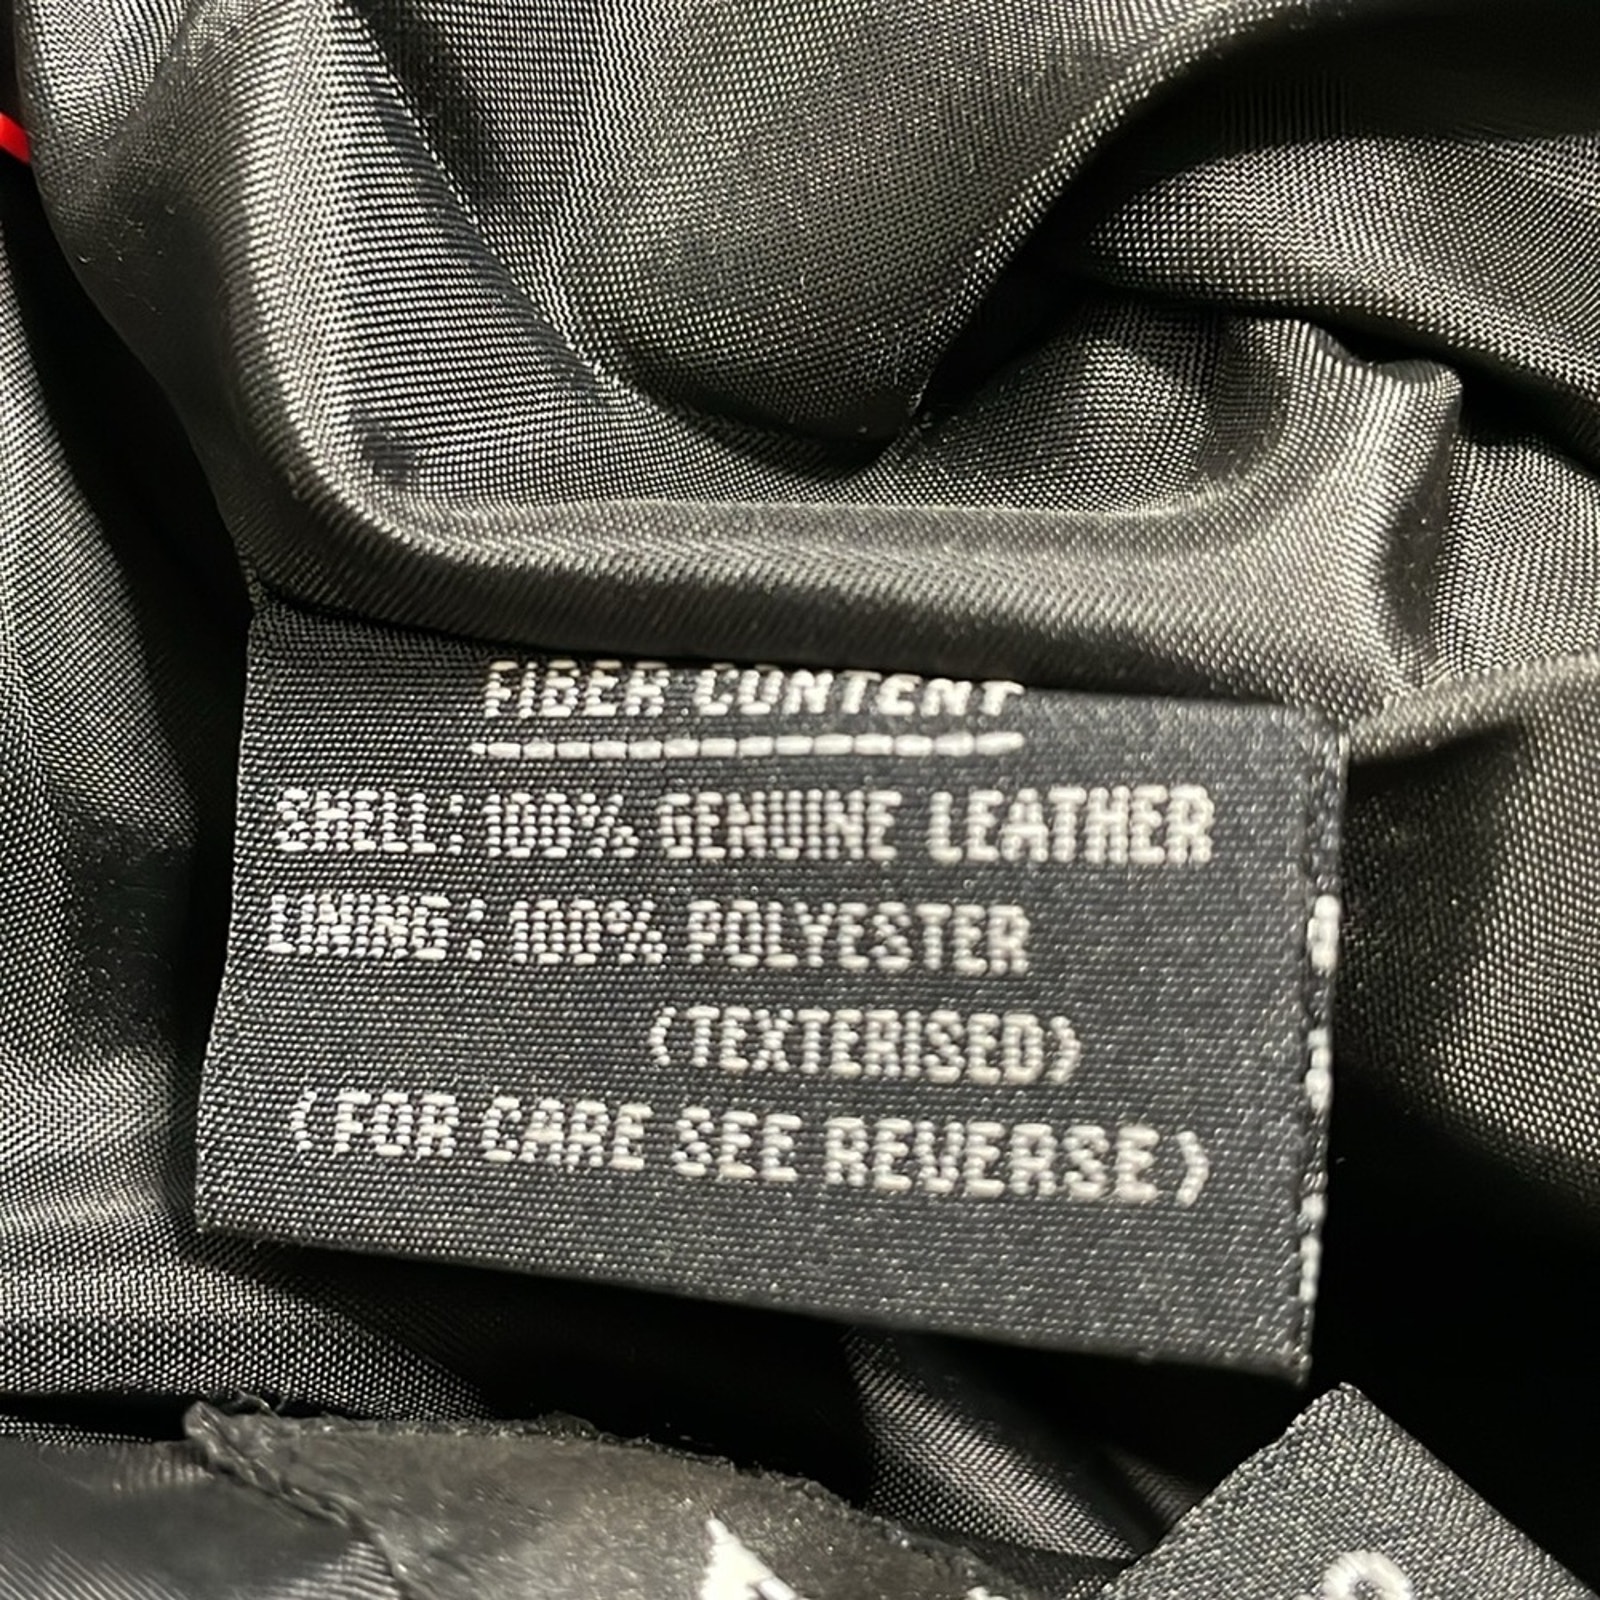 FIBER CONTENT
SHELL: 100% GENUINE LEATHER
LINING: 100% POLYESTER
(TEXTERISED)
(FOR CARE SEE REVERSE)